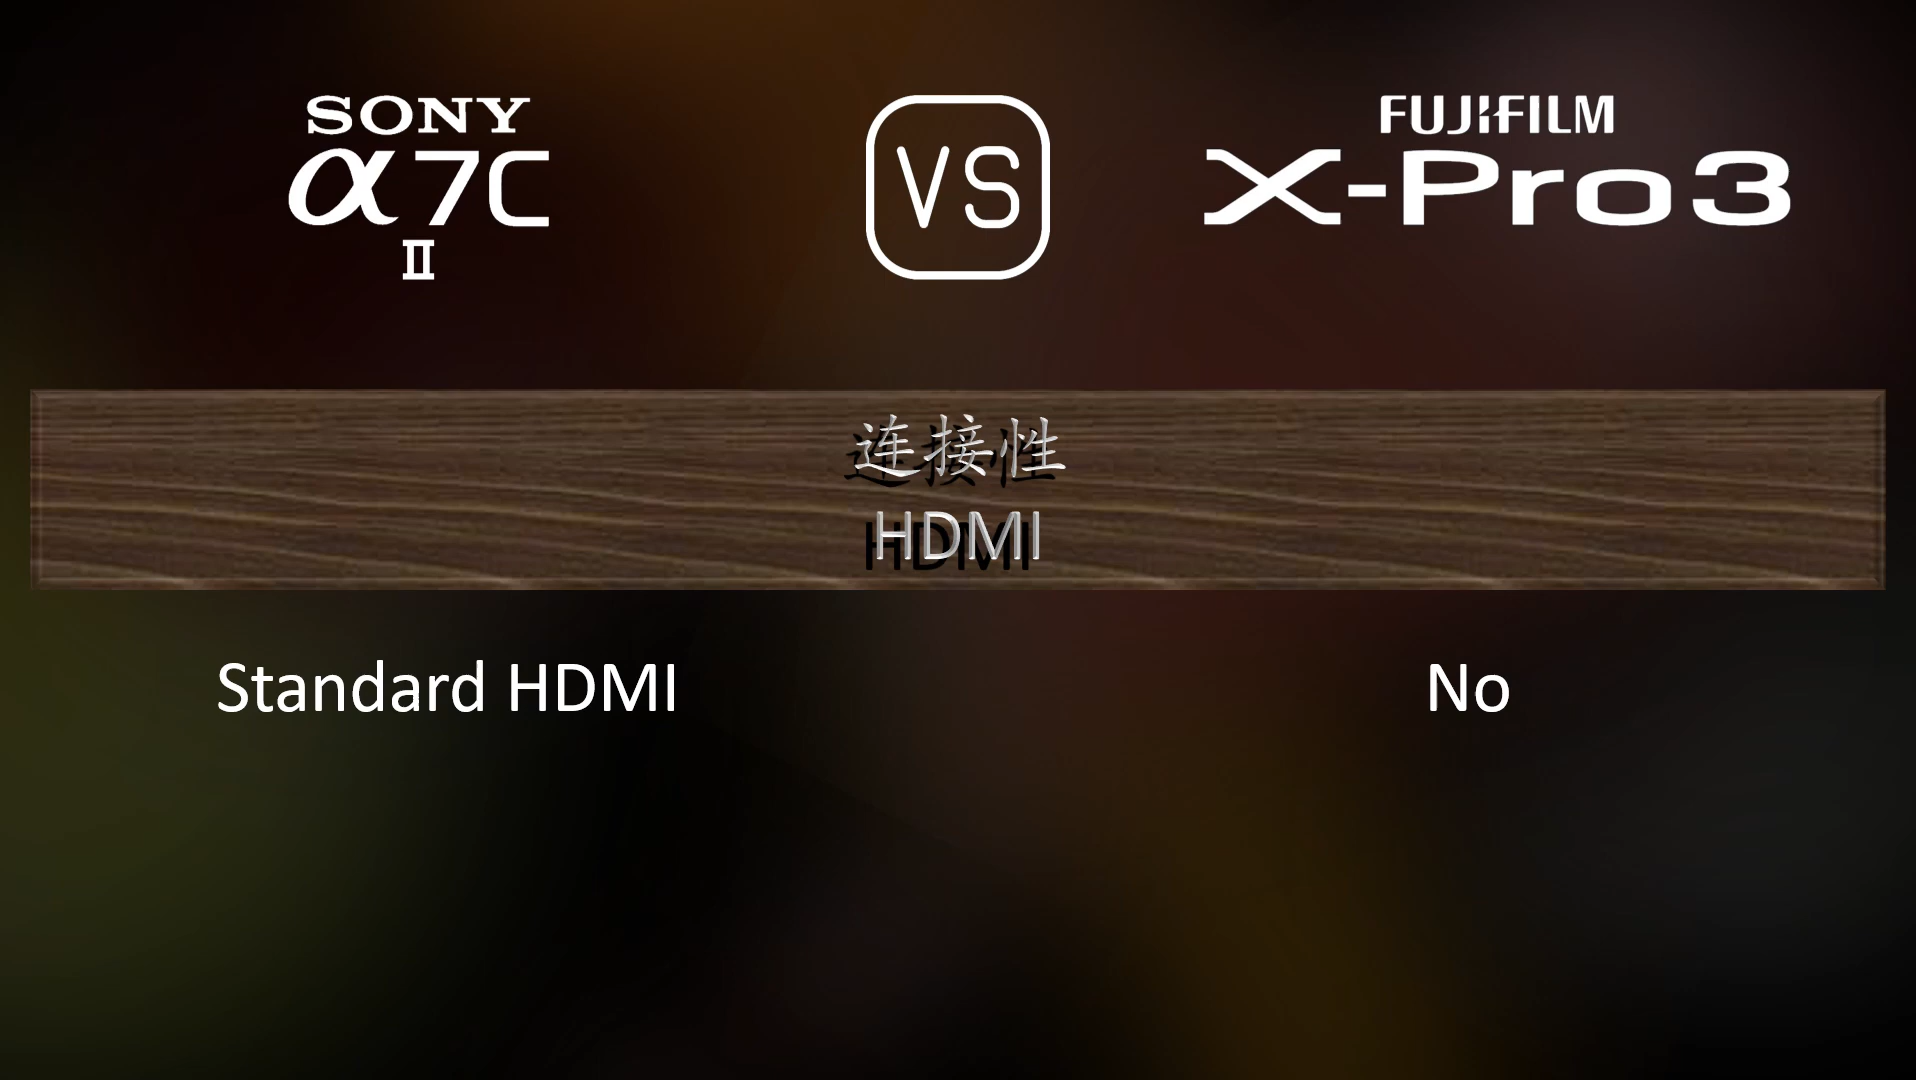 SONY
α7C
II
VS
FUJIFILM
X-Pro3
连接性
HDMI
Standard HDMI
No